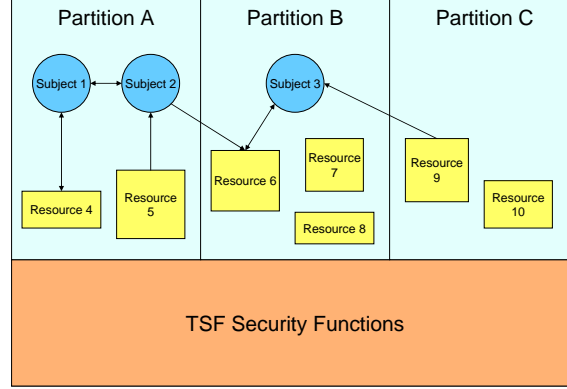 Partition A
Partition B
Partition C
Subject 1
Subject 2
Subject 3
Resource 4
Resource
5
Resource 6
Resource
7
Resource 8
Resource
9
Resource
10
TSF Security Functions